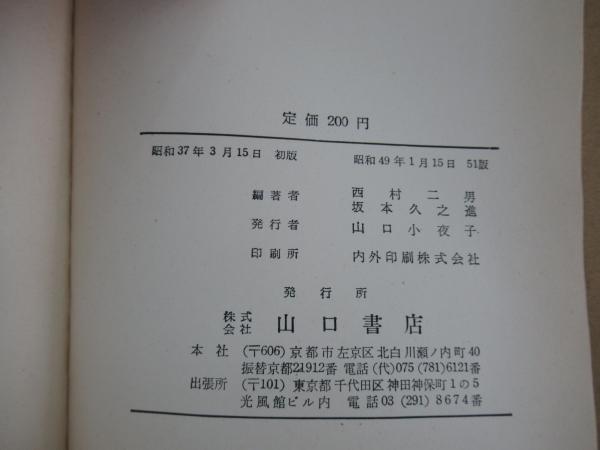 定価 200 円
昭和37年3月15日 初版 昭和49年1月15日 51版
編著者 西村二男
坂本久之進
発行者 山口小夜子
印刷所 内外印刷株式会社
発行所
株式会社 山口書店
本社 (〒606) 京都市左京区北白川瀬ノ内町40
振替京都21912番 電話(代)075(781)6121番
出張所 (〒101) 東京都千代田区神田神保町1の5
光風館ビル内 電話03(291)8674番